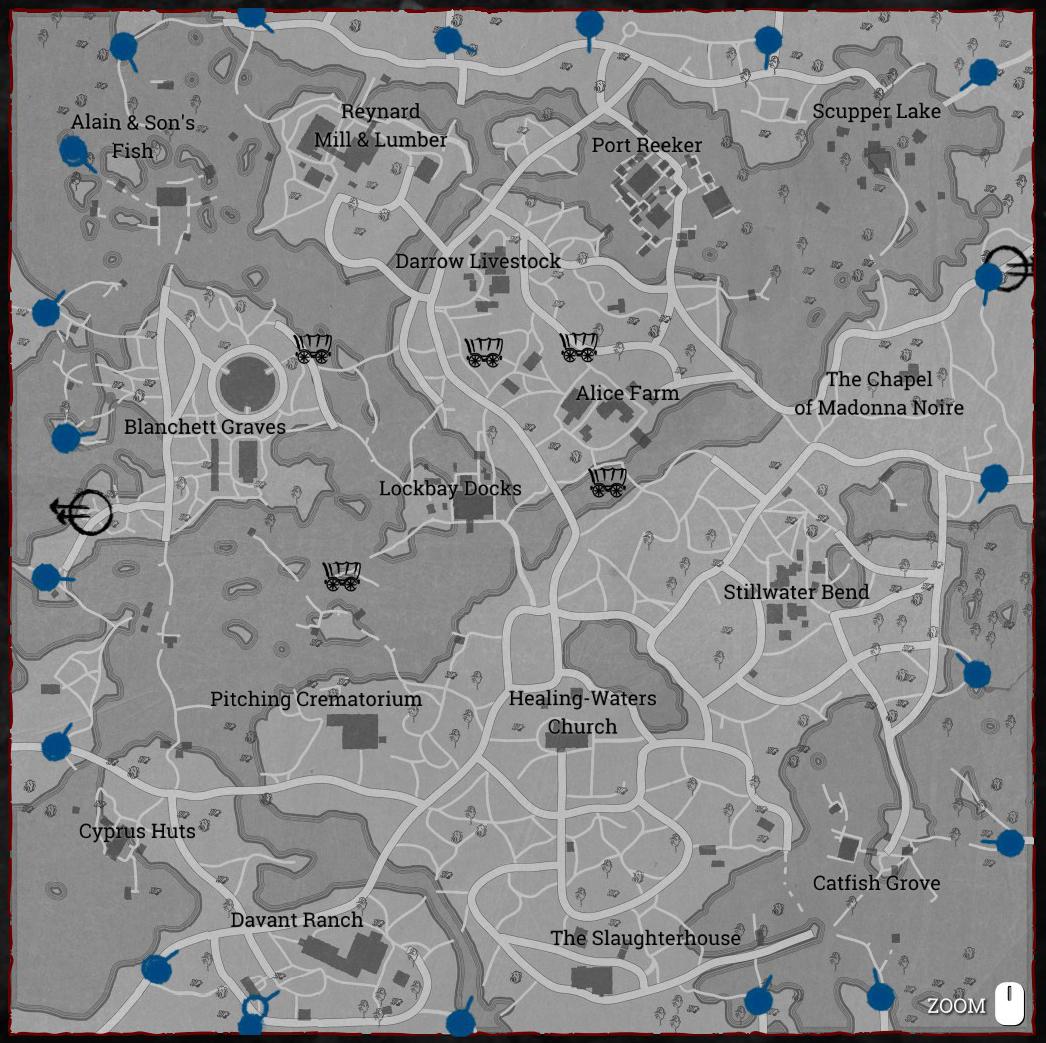 Reynard
Mill & Lumber
Scupper Lake
Alain & Son's
Fish
Port Reeker
Darrow Livestock
The Chapel
of Madonna Noire
Alice Farm
Blanchett Graves
Lockbay Docks
Stillwater Bend
Pitching Crematorium
Healing-Waters
Church
Cyprus Huts
Catfish Grove
Davant Ranch
The Slaughterhouse
ZOOM